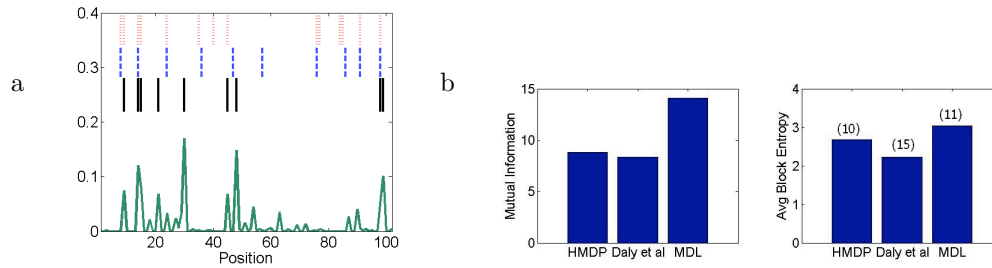 a
0.4
0.3
0.2
0.1
0
20 40 60 80 100
Position
b
Mutual Information
15
10
5
0
HMDP Daly et al MDL
Avg Block Entropy
4
3
2
1
0
(10) (15) (11)
HMDP Daly et al MDL